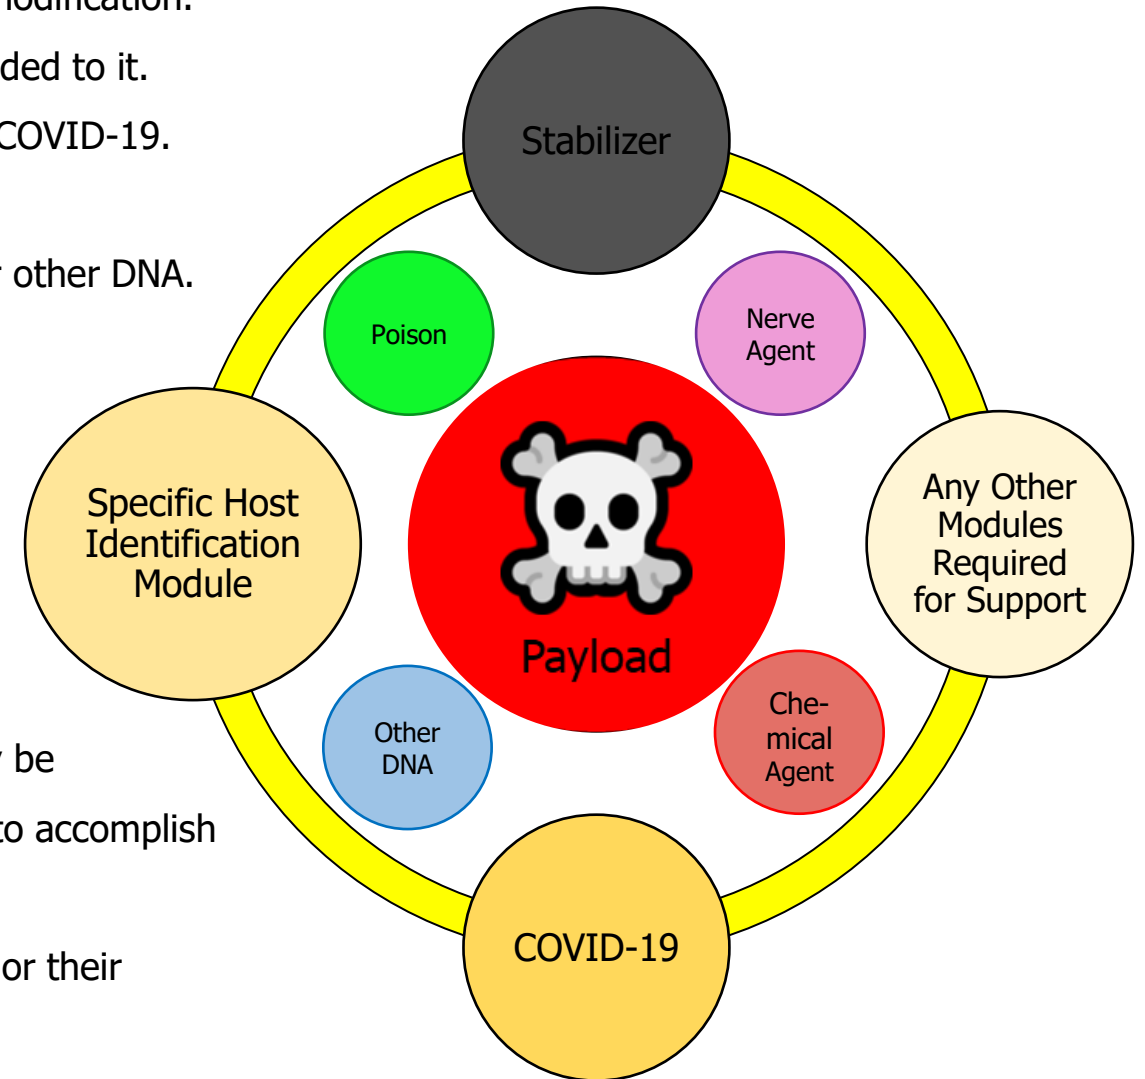 nodification.
ded to it.
COVID-19.
r other DNA.
y be
to accomplish
or their
Stabilizer
Poison
Nerve
Agent
Specific Host
Identification
Module
Any Other
Modules
Required
for Support
Payload
Other
DNA
Che-
mical
Agent
COVID-19